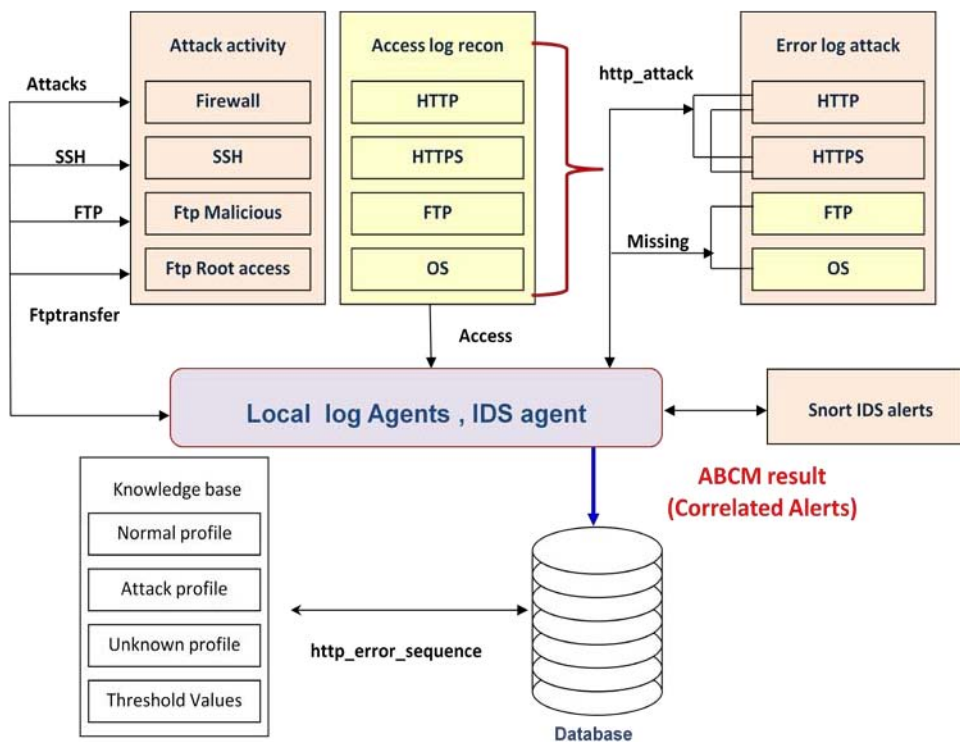 Attack activity
Firewall
SSH
Ftp Malicious
Ftp Root access
Attacks
SSH
FTP
Ftptransfer
Access log recon
HTTP
HTTPS
FTP
OS
Access
http_attack
Missing
Error log attack
HTTP
HTTPS
FTP
OS
Local log Agents , IDS agent
Snort IDS alerts
ABCM result
(Correlated Alerts)
Knowledge base
Normal profile
Attack profile
Unknown profile
Threshold Values
http_error_sequence
Database